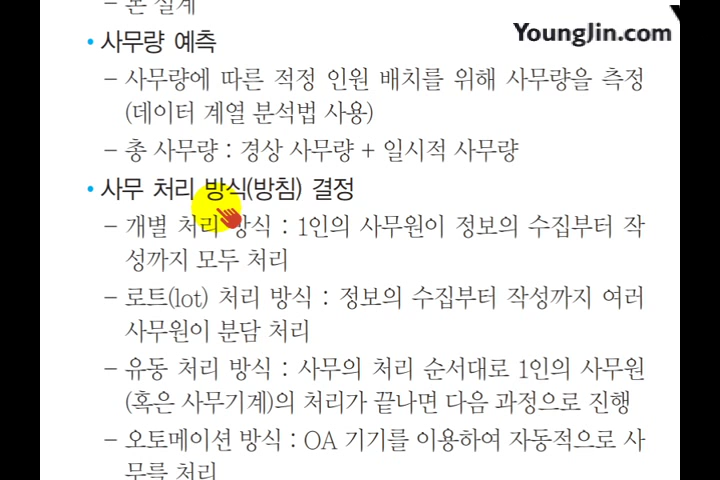 – 폰 설계
YoungJin.com
• 사무량 예측
– 사무량에 따른 적정 인원 배치를 위해 사무량을 측정
(데이터 계열 분석법 사용)
– 총 사무량 : 경상 사무량 + 일시적 사무량
• 사무 처리 방식(방침) 결정
– 개별 처리 방식 : 1인의 사무원이 정보의 수집부터 작
성까지 모두 처리
– 로트(lot) 처리 방식 : 정보의 수집부터 작성까지 여러
사무원이 분담 처리
– 유동 처리 방식 : 사무의 처리 순서대로 1인의 사무원
(혹은 사무기계)의 처리가 끝나면 다음 과정으로 진행
– 오토메이션 방식 : OA 기기를 이용하여 자동적으로 사
무를 처리